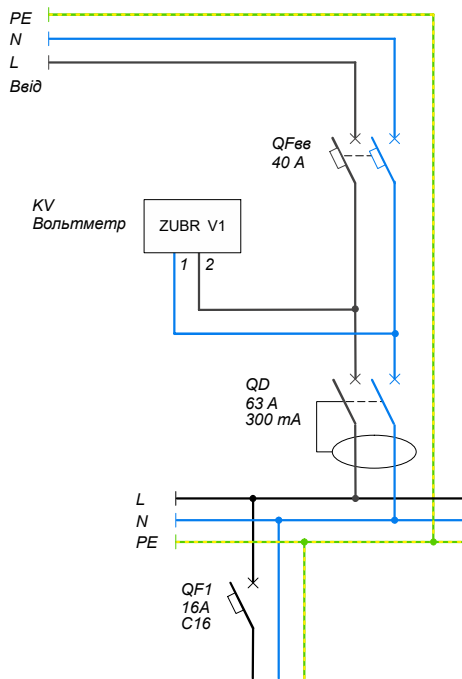 PE
N
L
Ввід
QFвв
40 A
KV
Вольтметр
ZUBR V1
1 2
QD
63 A
300 mA
L
N
PE
QF1
16A
C16